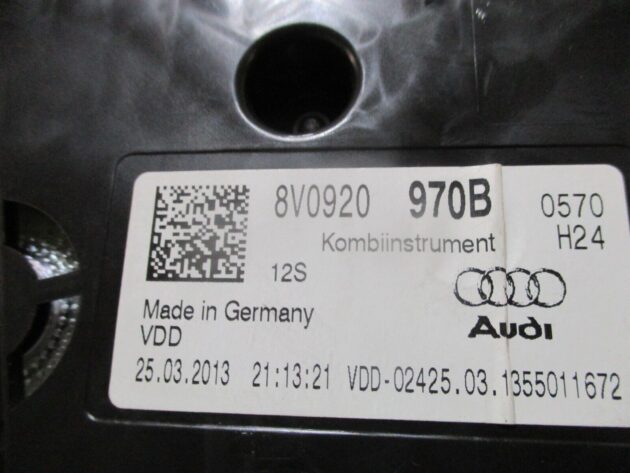 8V0920 970B 0570
Kombiinstrument H24
12S
Made in Germany
Audi
VDD
25.03.2013 21:13:21 VDD-02425.03.1355011672